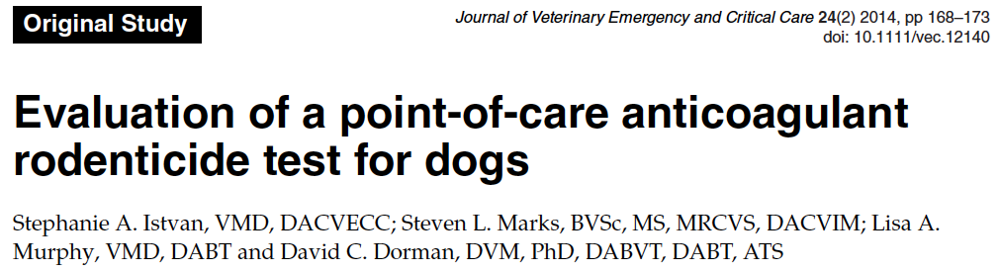 Original Study
Journal of Veterinary Emergency and Critical Care 24(2) 2014, pp 168–173
doi: 10.1111/vec.12140
Evaluation of a point-of-care anticoagulant
rodenticide test for dogs
Stephanie A. Istvan, VMD, DACVECC; Steven L. Marks, BVSc, MS, MRCVS, DACVIM; Lisa A.
Murphy, VMD, DABT and David C. Dorman, DVM, PhD, DABVT, DABT, ATS